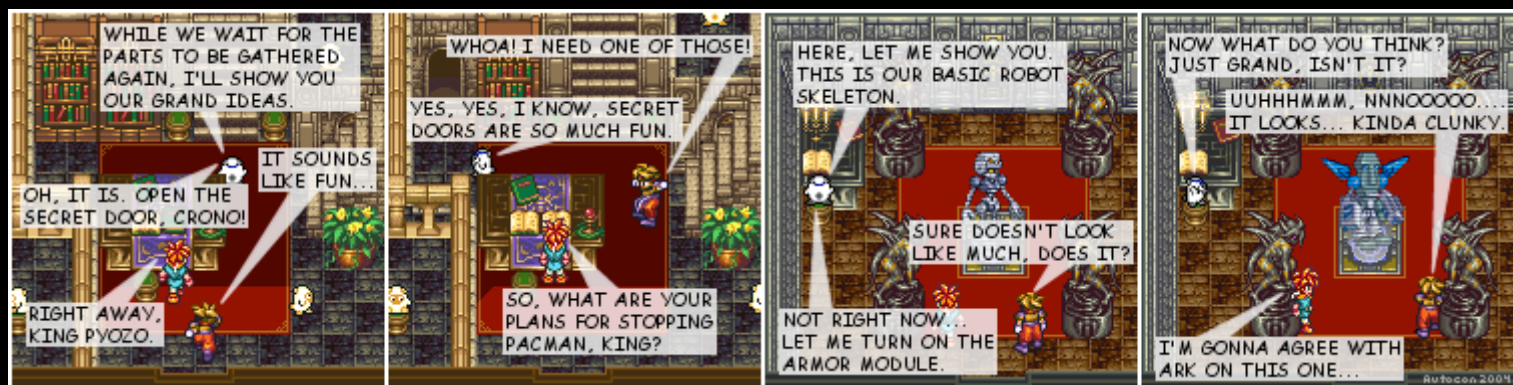 WHILE WE WAIT FOR THE
PARTS TO BE GATHERED
AGAIN, I'LL SHOW YOU
OUR GRAND IDEAS.
IT SOUNDS
LIKE FUN...
OH, IT IS. OPEN THE
SECRET DOOR, CRONO!
RIGHT AWAY,
KING PYOZO.
WHOA! I NEED ONE OF THOSE!
YES, YES, I KNOW, SECRET
DOORS ARE SO MUCH FUN.
SO, WHAT ARE YOUR
PLANS FOR STOPPING
PACMAN, KING?
HERE, LET ME SHOW YOU.
THIS IS OUR BASIC ROBOT
SKELETON.
SURE DOESN'T LOOK
LIKE MUCH, DOES IT?
NOT RIGHT NOW...
LET ME TURN ON THE
ARMOR MODULE.
NOW WHAT DO YOU THINK?
JUST GRAND, ISN'T IT?
UUHHHMMM, NNNOOOOO....
IT LOOKS... KINDA CLUNKY.
I'M GONNA AGREE WITH
ARK ON THIS ONE...
Autocon 2004